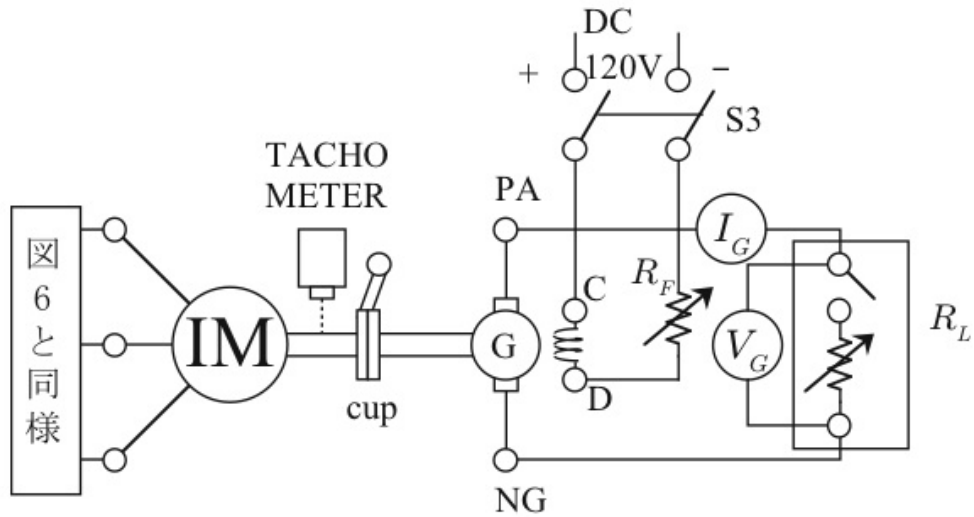 DC
+ 120V −
S3
TACHO
METER
PA
I_G
図6と同様
IM
cup
G
C
D
R_F
V_G
R_L
NG